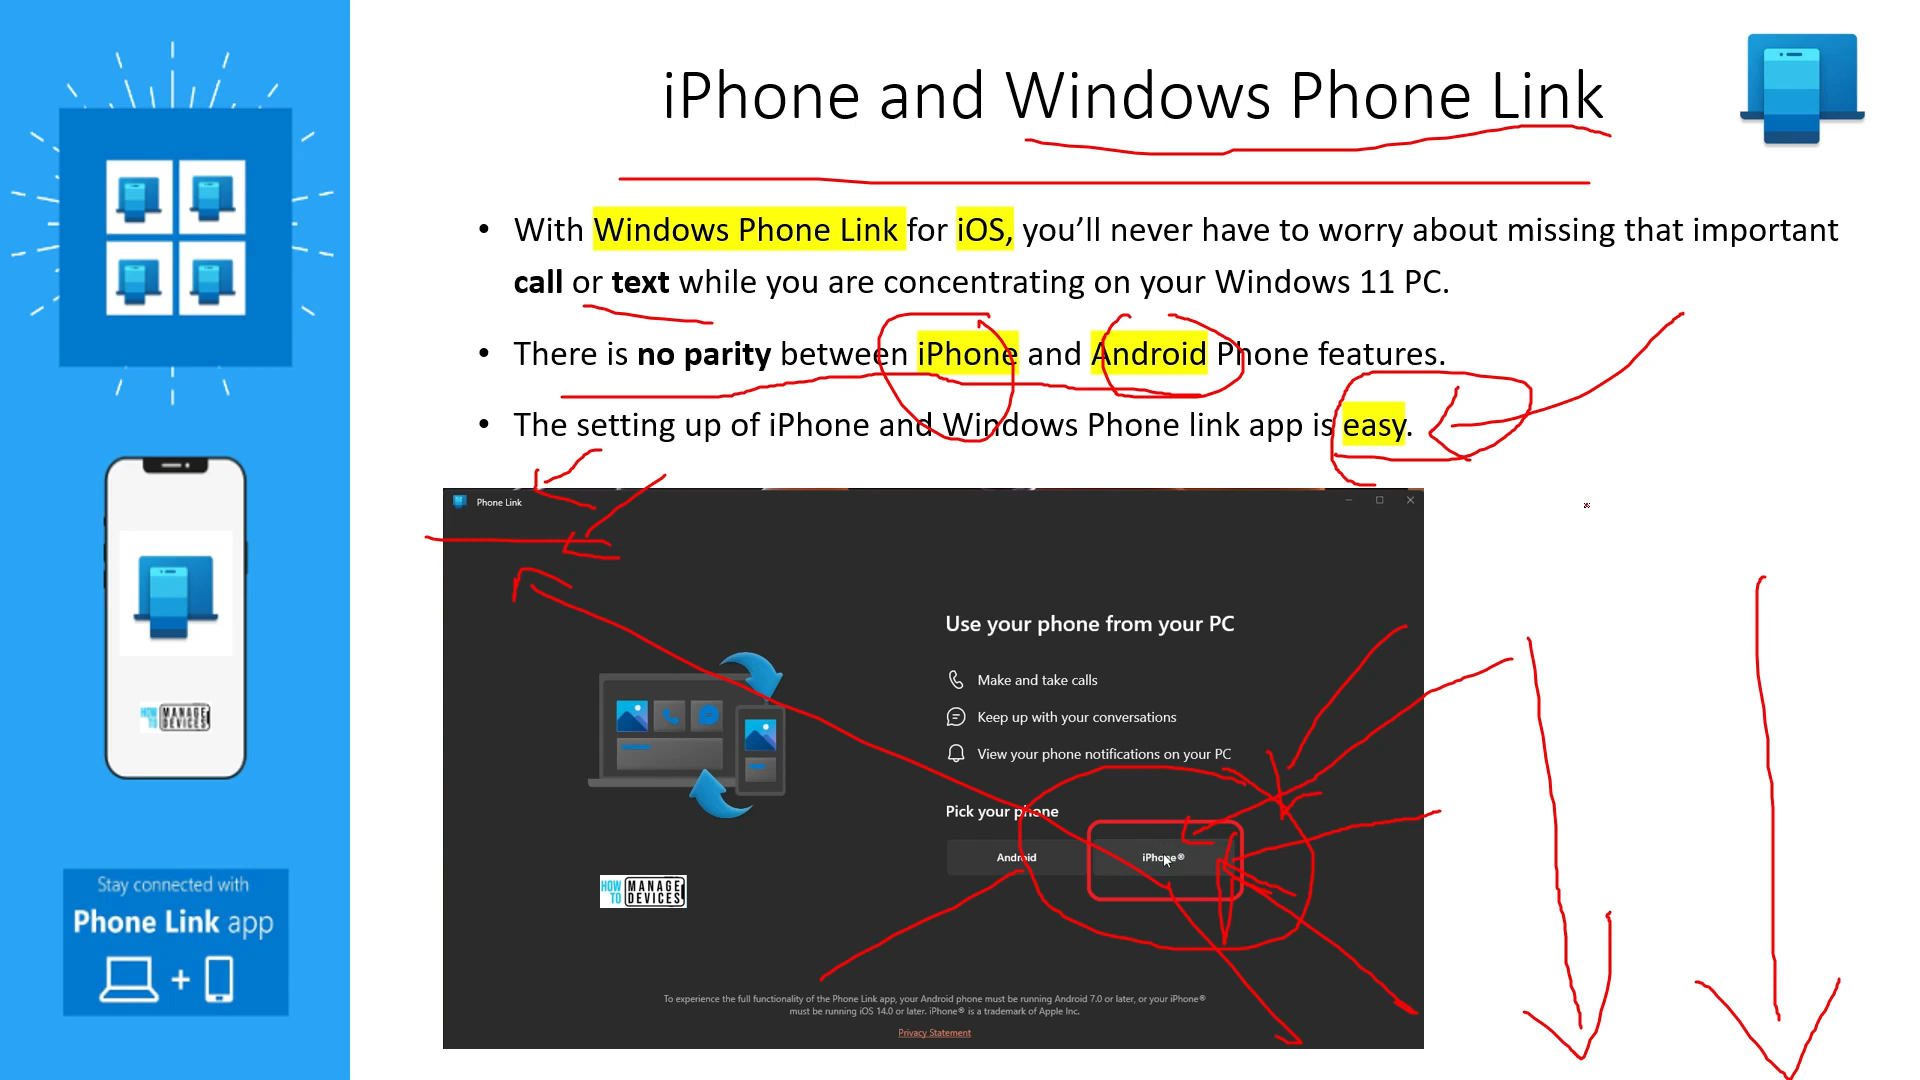 iPhone and Windows Phone Link
• With Windows Phone Link for iOS, you’ll never have to worry about missing that important
call or text while you are concentrating on your Windows 11 PC.
• There is no parity between iPhone and Android Phone features.
• The setting up of iPhone and Windows Phone link app is easy.
Phone Link
Use your phone from your PC
Make and take calls
Keep up with your conversations
View your phone notifications on your PC
Pick your phone
Android
iPhone®
HOW TO MANAGE DEVICES
To experience the full functionality of the Phone Link app, your Android phone must be running Android 7.0 or later, or your iPhone®
must be running iOS 14.0 or later. iPhone® is a trademark of Apple Inc.
Privacy Statement
HOW TO MANAGE DEVICES
Stay connected with
Phone Link app
+